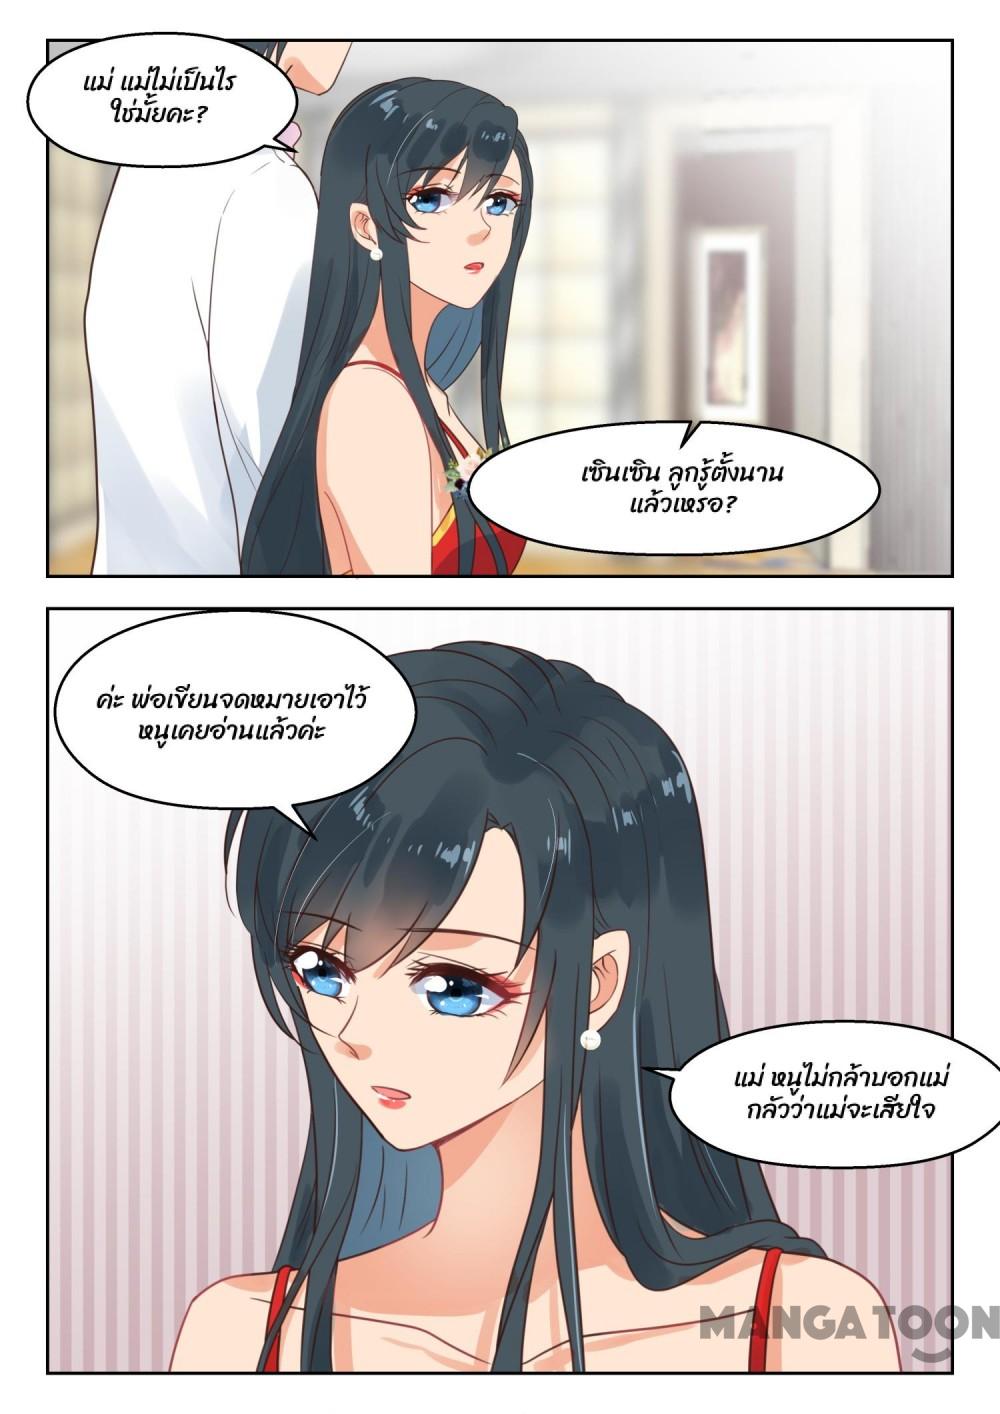 แม่ แม่ไม่เป็นไร
ใช่มั้ยคะ?
เซินเซิน ลูกรู้ตั้งนาน
แล้วเหรอ?
ค่ะ พ่อเขียนจดหมายเอาไว้
หนูเคยอ่านแล้วค่ะ
แม่ หนูไม่กล้าบอกแม่
กลัวว่าแม่จะเสียใจ
MANGATOON